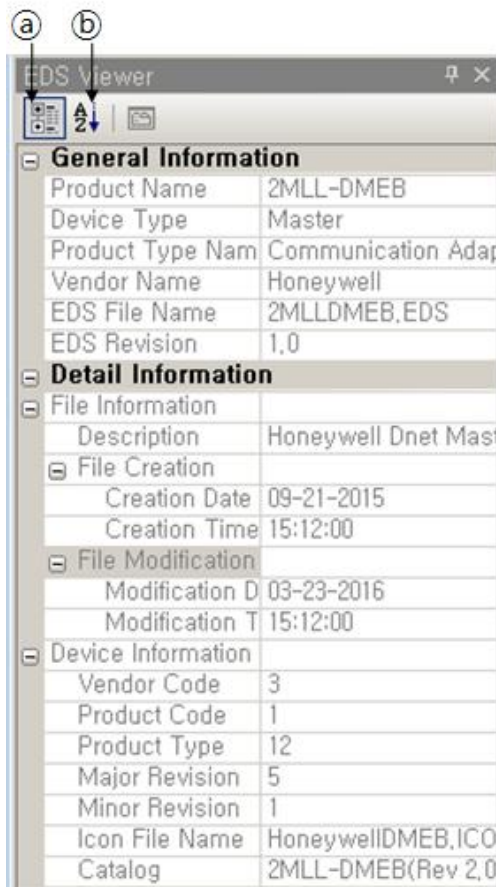 ⓐ ⓑ
EDS Viewer
General Information
Product Name 2MLL-DMEB
Device Type Master
Product Type Nam Communication Adap
Vendor Name Honeywell
EDS File Name 2MLLDMEB,EDS
EDS Revision 1,0
Detail Information
File Information
Description Honeywell Dnet Mast
File Creation
Creation Date 09-21-2015
Creation Time 15:12:00
File Modification
Modification D 03-23-2016
Modification T 15:12:00
Device Information
Vendor Code 3
Product Code 1
Product Type 12
Major Revision 5
Minor Revision 1
Icon File Name HoneywellDMEB,ICO
Catalog 2MLL-DMEB(Rev 2,0